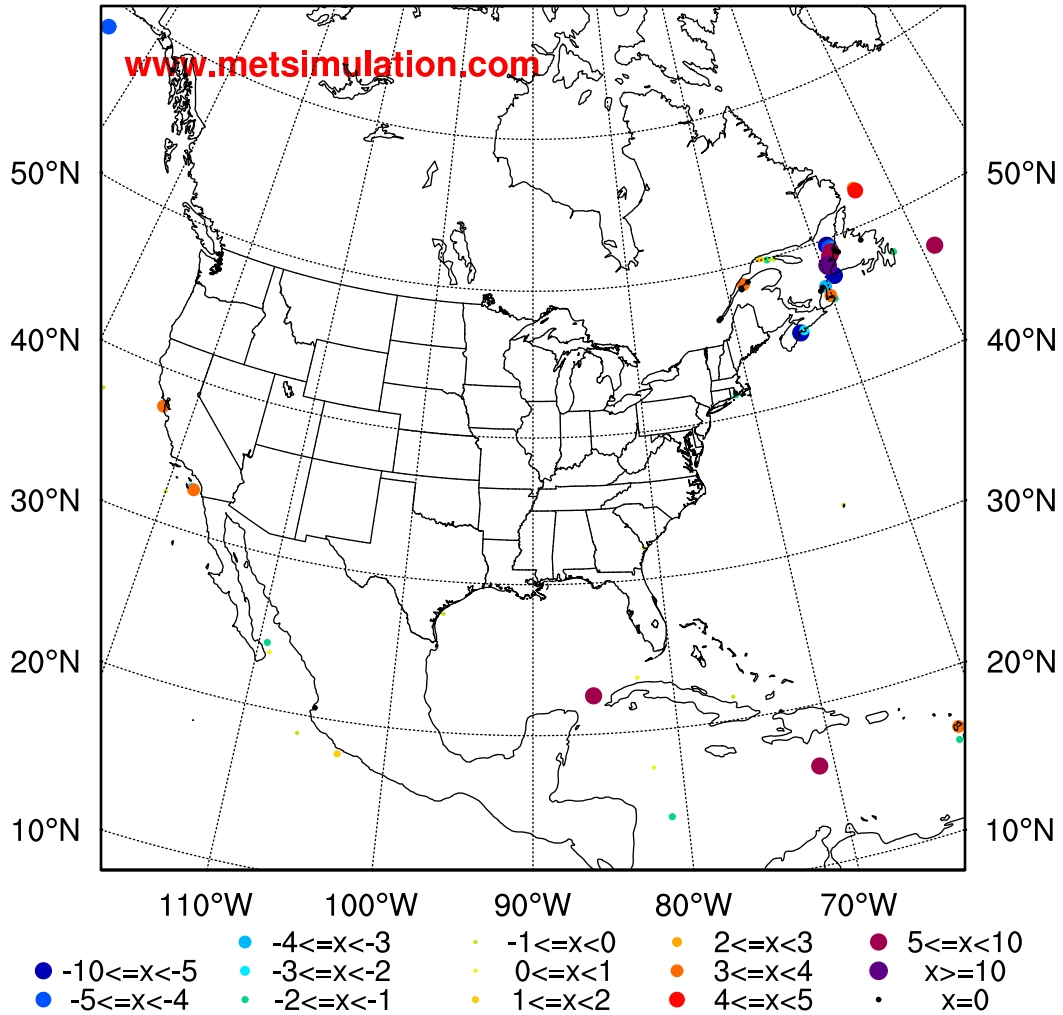 www.metsimulation.com
50°N 50°N
40°N 40°N
30°N 30°N
20°N 20°N
10°N 10°N
110°W 100°W 90°W 80°W 70°W
-4<=x<-3 -1<=x<0 2<=x<3 5<=x<10
-10<=x<-5 -3<=x<-2 0<=x<1 3<=x<4 x>=10
-5<=x<-4 -2<=x<-1 1<=x<2 4<=x<5 x=0